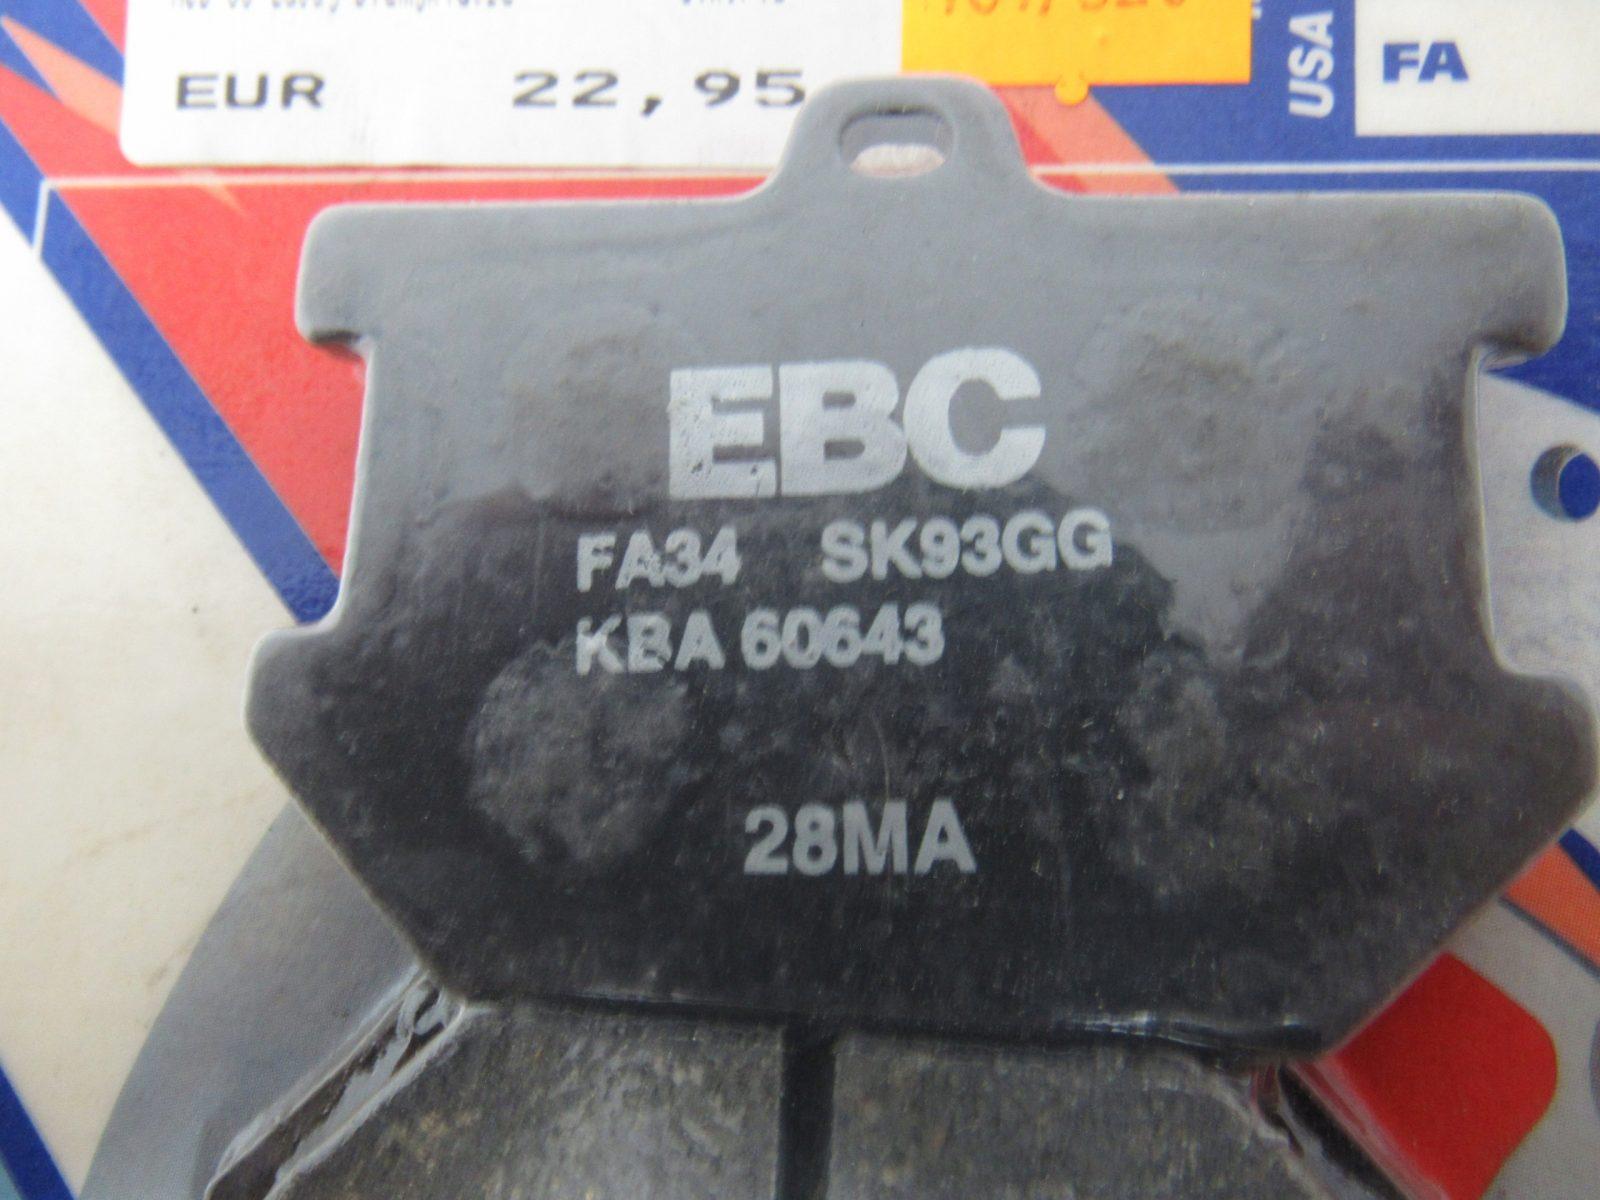 EUR 22,95
USA
FA
EBC
FA34 SK93GG
KBA 60643
28MA